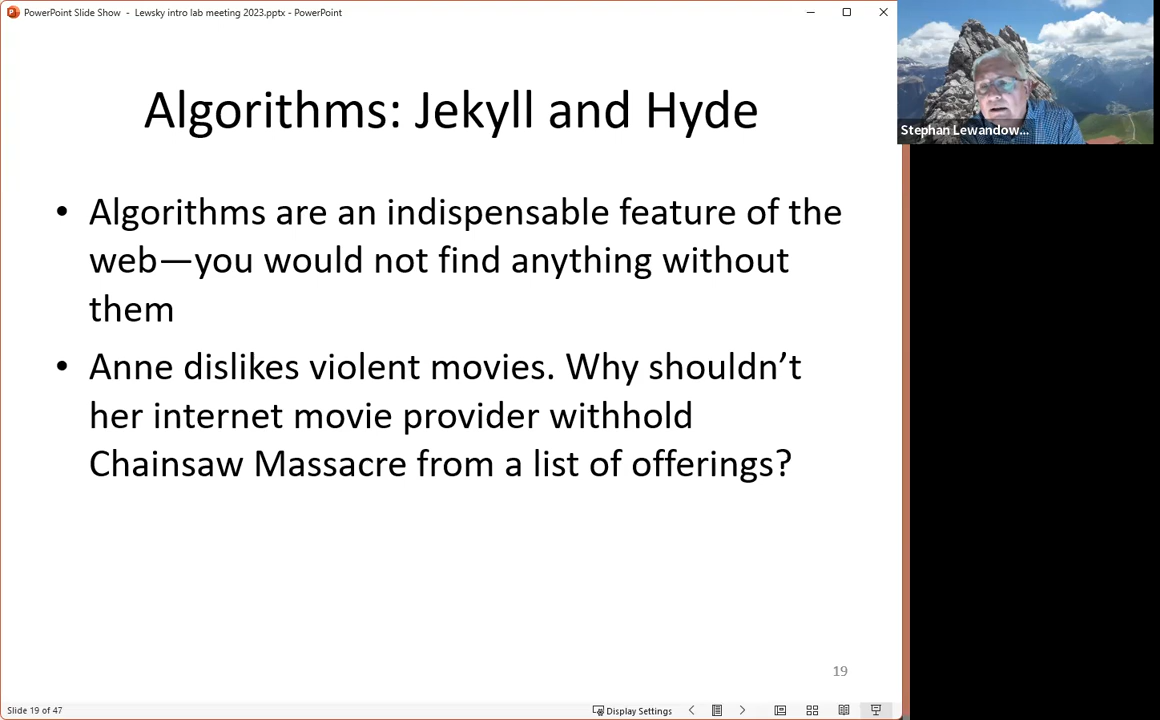 PowerPoint Slide Show - Lewsky intro lab meeting 2023.pptx - PowerPoint
Stephan Lewandow...
Algorithms: Jekyll and Hyde
• Algorithms are an indispensable feature of the
web—you would not find anything without
them
• Anne dislikes violent movies. Why shouldn’t
her internet movie provider withhold
Chainsaw Massacre from a list of offerings?
19
Slide 19 of 47
Display Settings